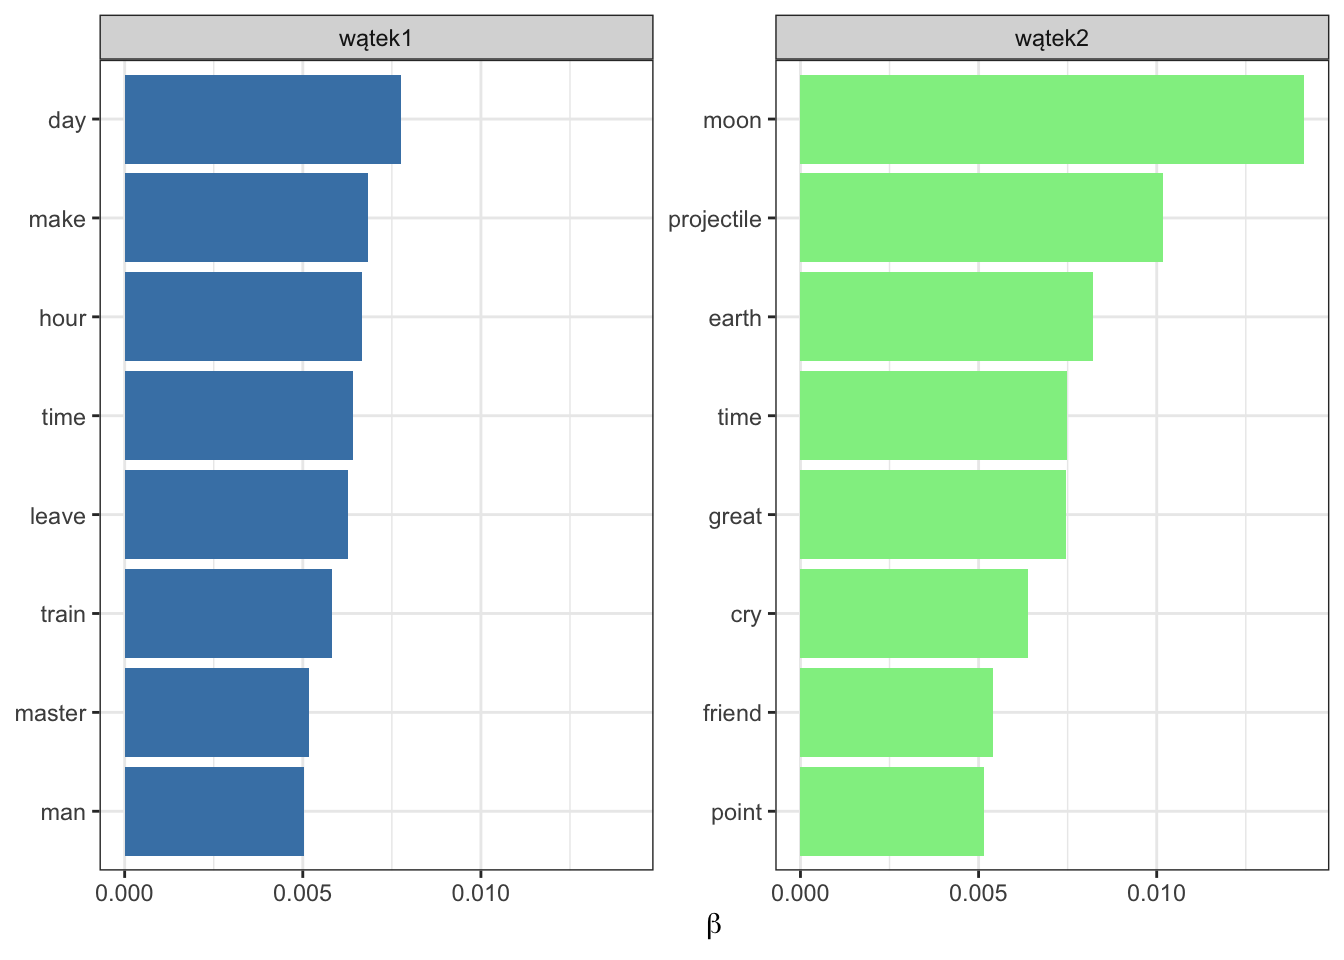 wątek1
day
make
hour
time
leave
train
master
man
0.000 0.005 0.010
wątek2
moon
projectile
earth
time
great
cry
friend
point
0.000 0.005 0.010
β